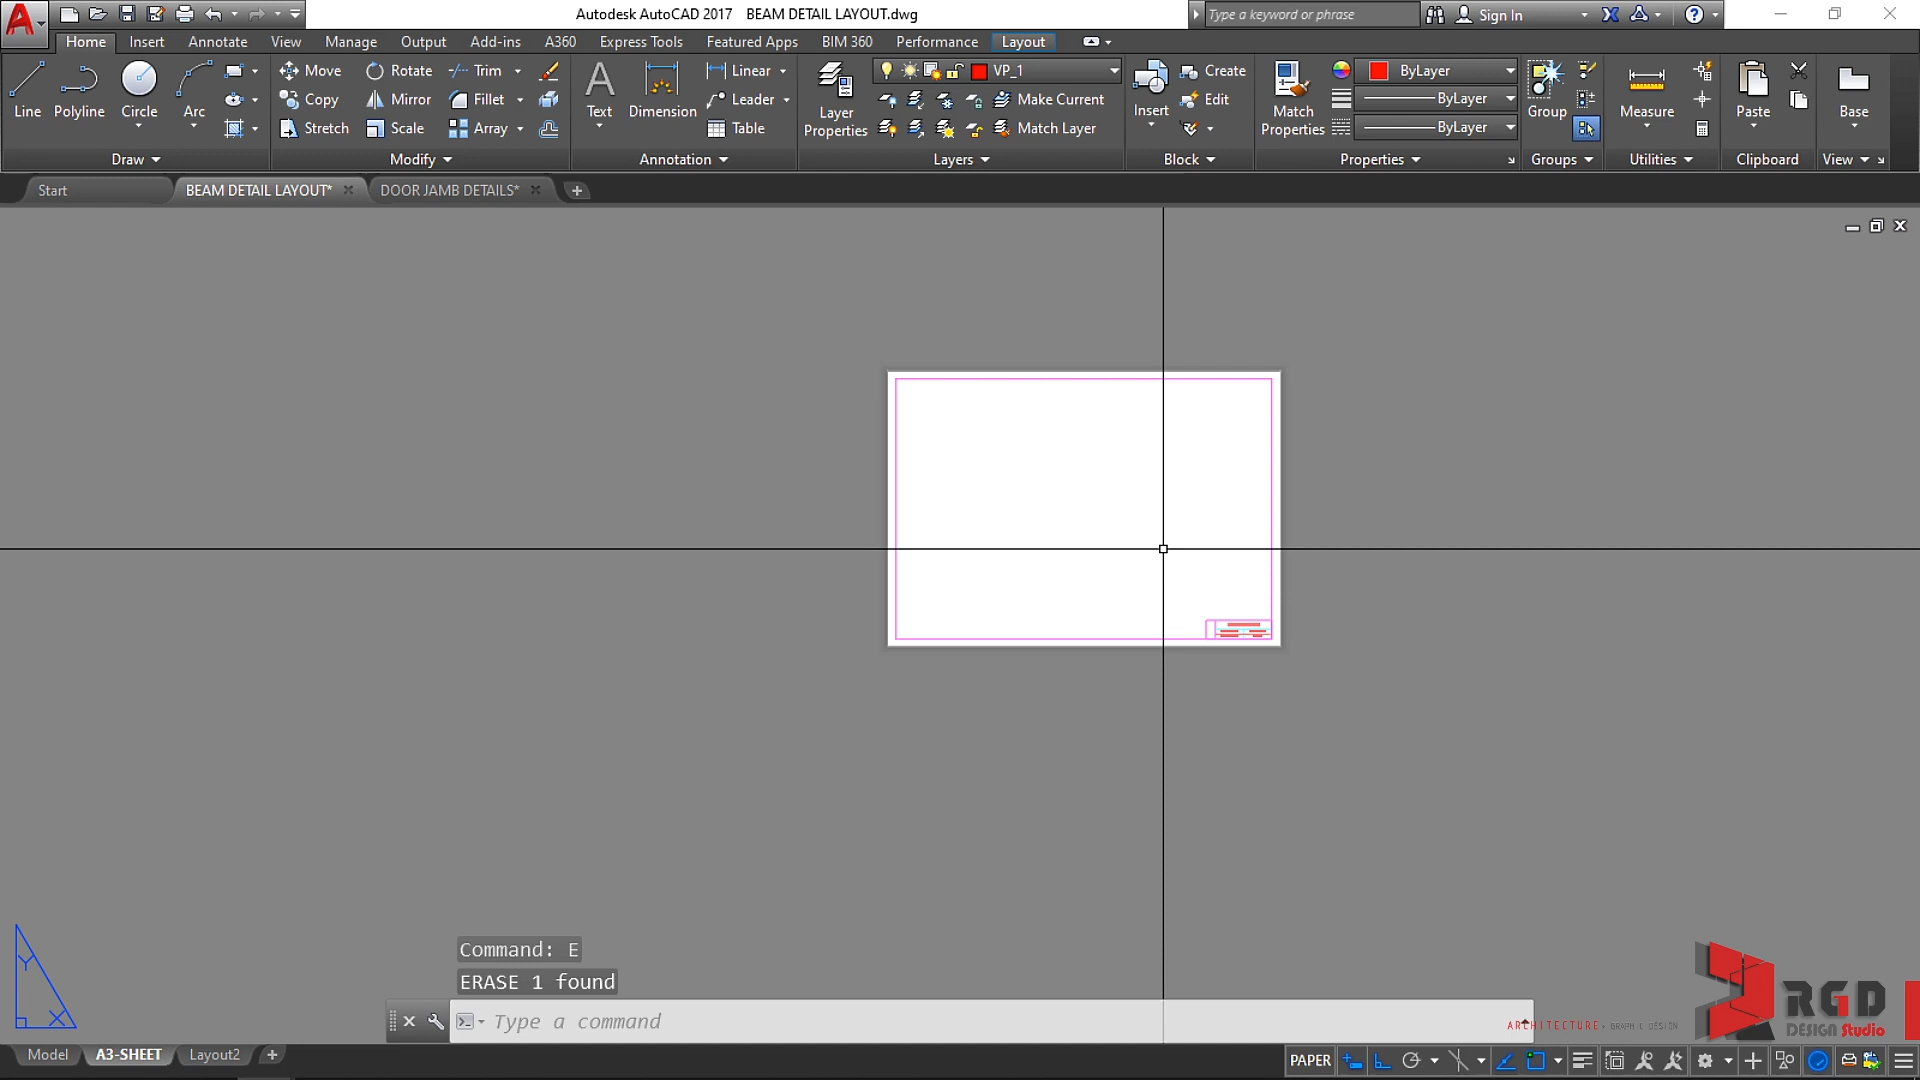 Autodesk AutoCAD 2017 BEAM DETAIL LAYOUT.dwg
Type a keyword or phrase
Sign In
Home Insert Annotate View Manage Output Add-ins A360 Express Tools Featured Apps BIM 360 Performance Layout
Line Polyline Circle Arc
Move Rotate Trim
Copy Mirror Fillet
Stretch Scale Array
Text Dimension
Linear
Leader
Table
Layer Properties
VP_1
Make Current
Match Layer
Insert
Create
Edit
Match Properties
ByLayer
ByLayer
ByLayer
Group
Measure
Paste
Base
Draw Modify Annotation Layers Block Properties Groups Utilities Clipboard View
Start BEAM DETAIL LAYOUT* DOOR JAMB DETAILS*
Y
X
Command: E
ERASE 1 found
Type a command
RGD
DESIGN Studio
ARCHITECTURE + GRAPHIC DESIGN
Model A3-SHEET Layout2
PAPER